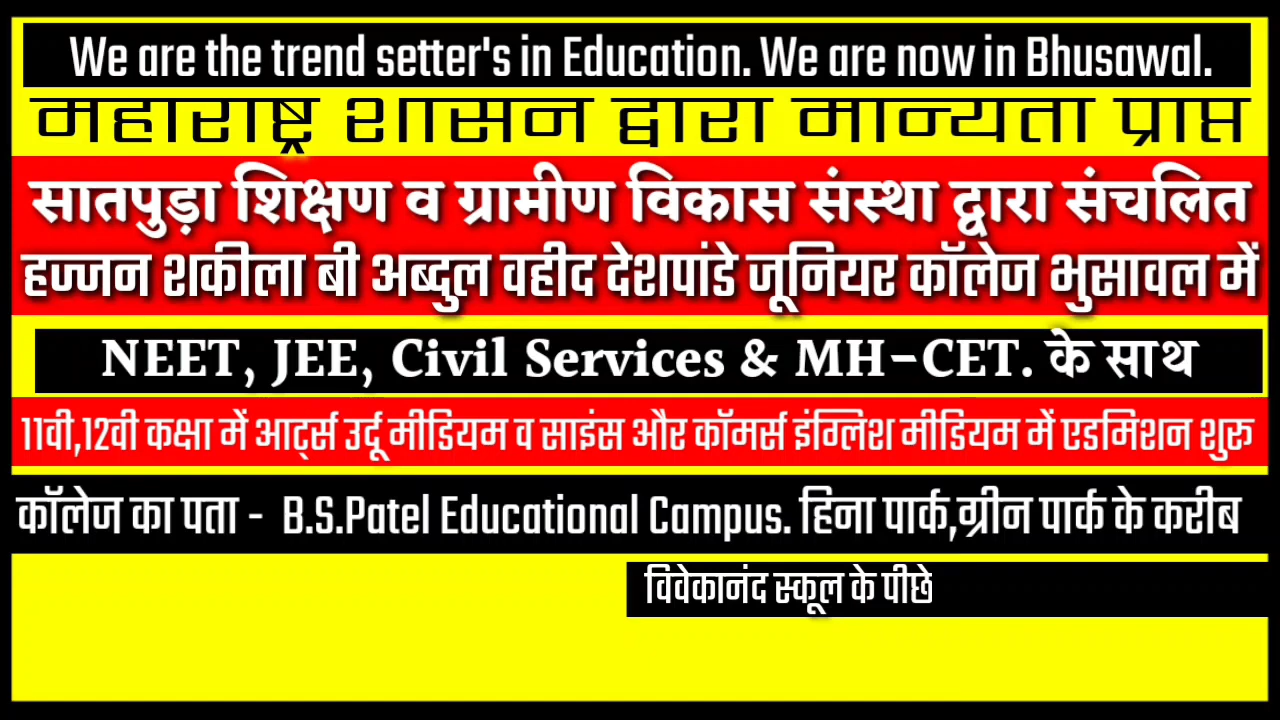 We are the trend setter's in Education. We are now in Bhusawal.
महाराष्ट्र शासन द्वारा मान्यता प्राप्त
सातपुड़ा शिक्षण व ग्रामीण विकास संस्था द्वारा संचलित
हज्जन शकीला बी अब्दुल वहीद देशपांडे जूनियर कॉलेज भुसावल में
NEET, JEE, Civil Services & MH-CET. के साथ
11वी,12वी कक्षा में आर्ट्स उर्दू मीडियम व साइंस और कॉमर्स इंग्लिश मीडियम में एडमिशन शुरू
कॉलेज का पता - B.S.Patel Educational Campus. हिना पार्क,ग्रीन पार्क के करीब
विवेकानंद स्कूल के पीछे